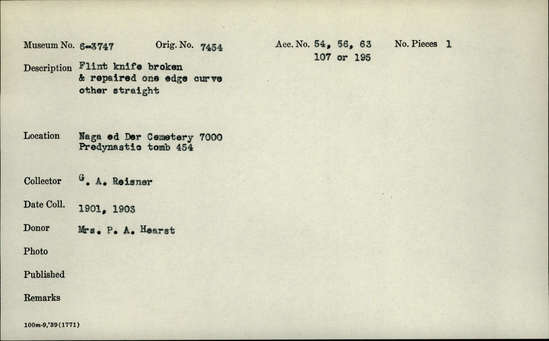 Museum No. 6-3747 Orig. No. 7454 Acc. No. 54, 56, 63 No. Pieces 1
107 or 195
Description Flint knife broken
& repaired one edge curve
other straight
Location Naga ed Der Cemetery 7000
Predynastic tomb 454
Collector G. A. Reisner
Date Coll. 1901, 1903
Donor Mrs. P. A. Hearst
Photo
Published
Remarks
100m-9,'39(1771)